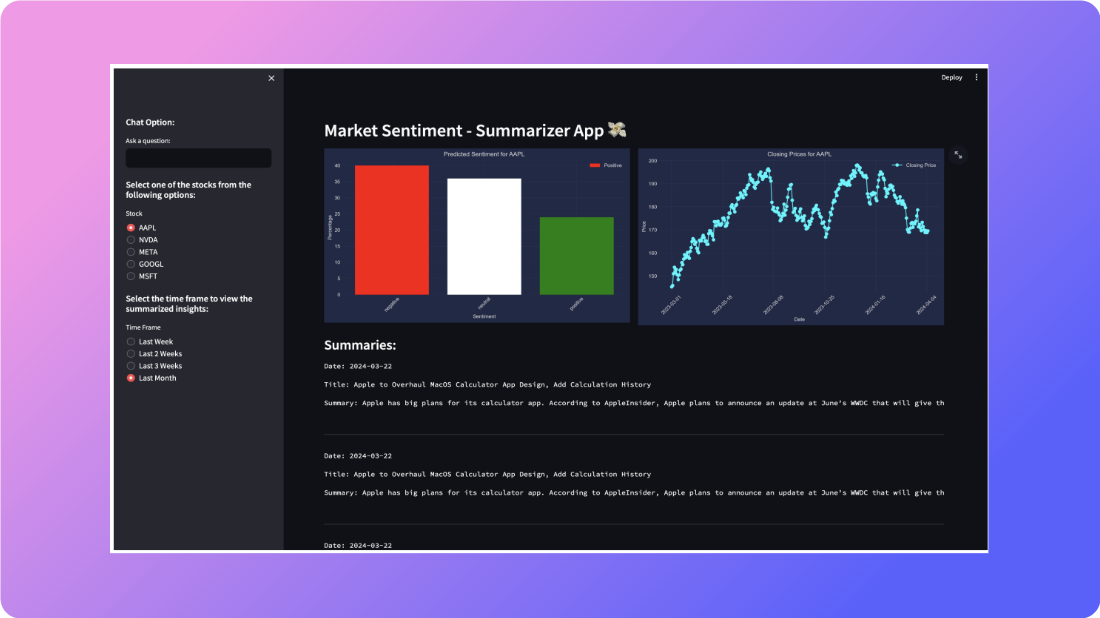 Deploy
Chat Option:
Ask a question:
Select one of the stocks from the
following options:
Stock
AAPL
NVDA
META
GOOGL
MSFT
Select the time frame to view the
summarized insights:
Time Frame
Last Week
Last 2 Weeks
Last 3 Weeks
Last Month
Market Sentiment - Summarizer App
Predicted Sentiment for AAPL
Positive
Percentage
40
35
30
25
20
15
10
5
0
negative
neutral
positive
Sentiment
Closing Prices for AAPL
Closing Price
Price
200
190
180
170
160
150
2023-03-01
2023-10-25
2024-01-16
2024-04-04
Date
Summaries:
Date: 2024-03-22
Title: Apple to Overhaul MacOS Calculator App Design, Add Calculation History
Summary: Apple has big plans for its calculator app. According to AppleInsider, Apple plans to announce an update at June's WWDC that will give th
Date: 2024-03-22
Title: Apple to Overhaul MacOS Calculator App Design, Add Calculation History
Summary: Apple has big plans for its calculator app. According to AppleInsider, Apple plans to announce an update at June's WWDC that will give th
Date: 2024-03-22